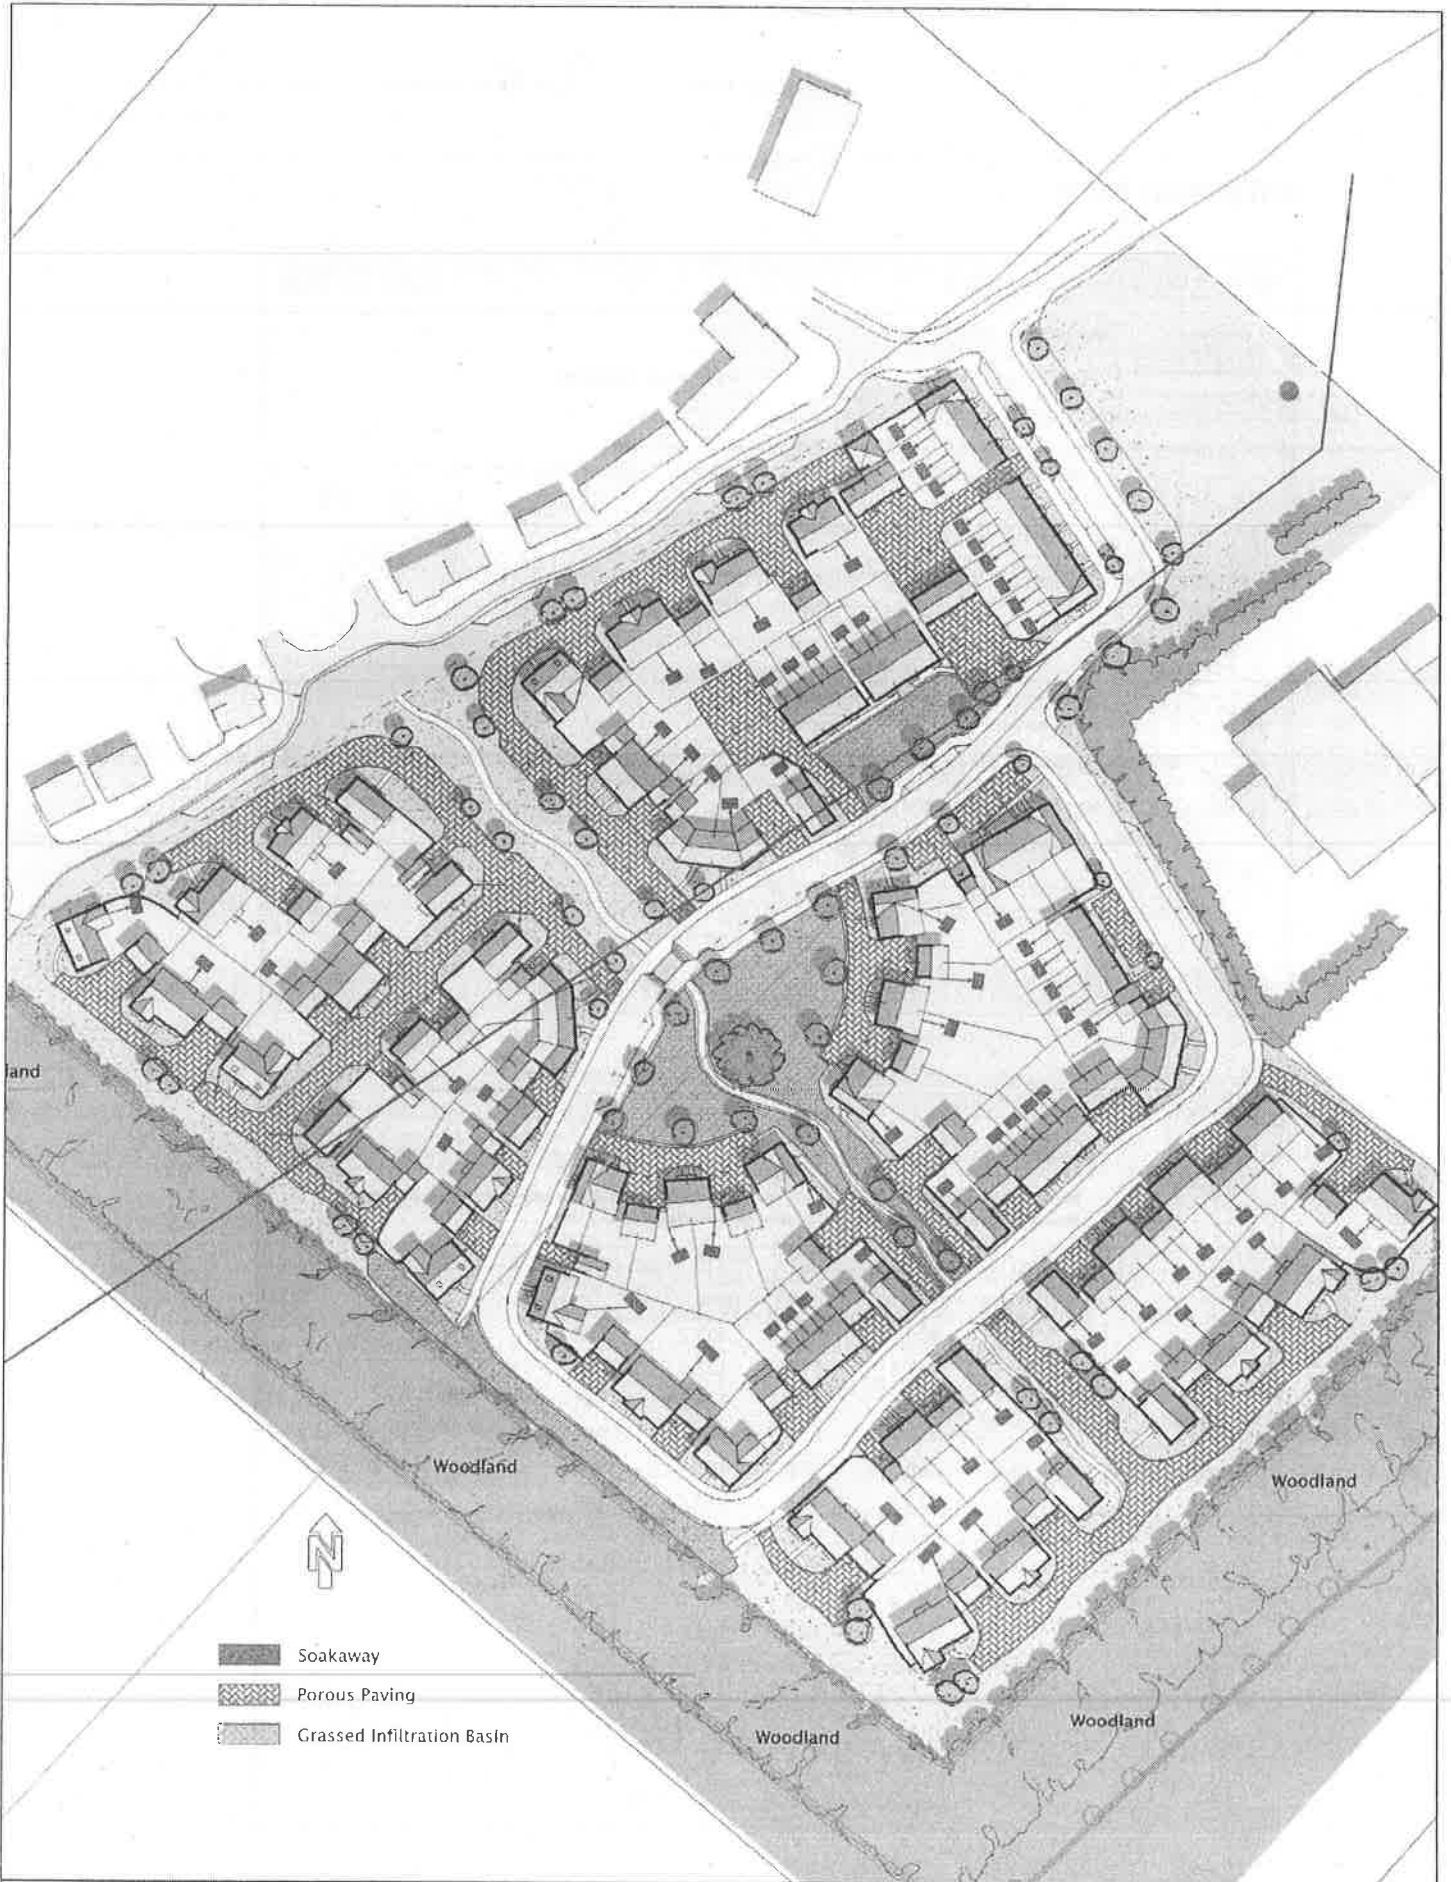 land
Woodland
Woodland
N
Soakaway
Porous Paving
Grassed Infiltration Basin
Woodland
Woodland